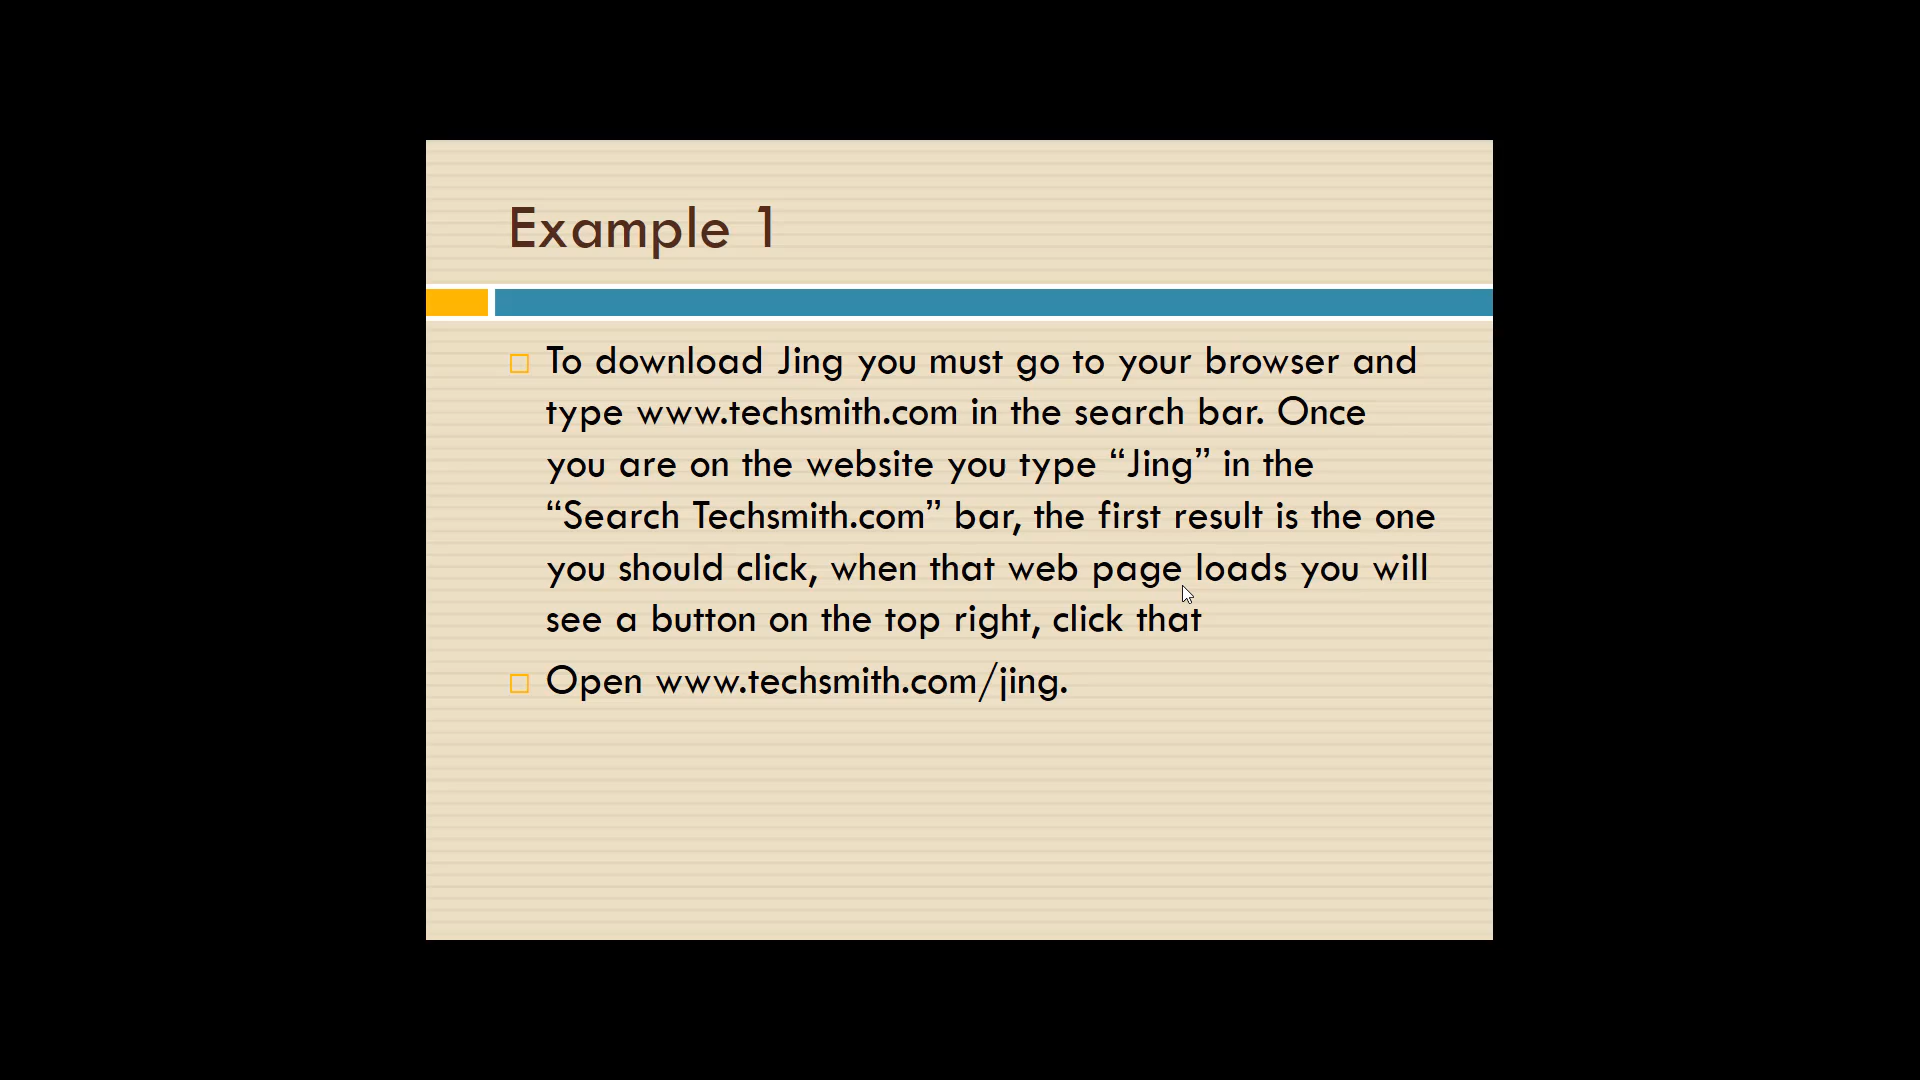 Example 1
To download Jing you must go to your browser and
type www.techsmith.com in the search bar. Once
you are on the website you type “Jing” in the
“Search Techsmith.com” bar, the first result is the one
you should click, when that web page loads you will
see a button on the top right, click that
Open www.techsmith.com/jing.